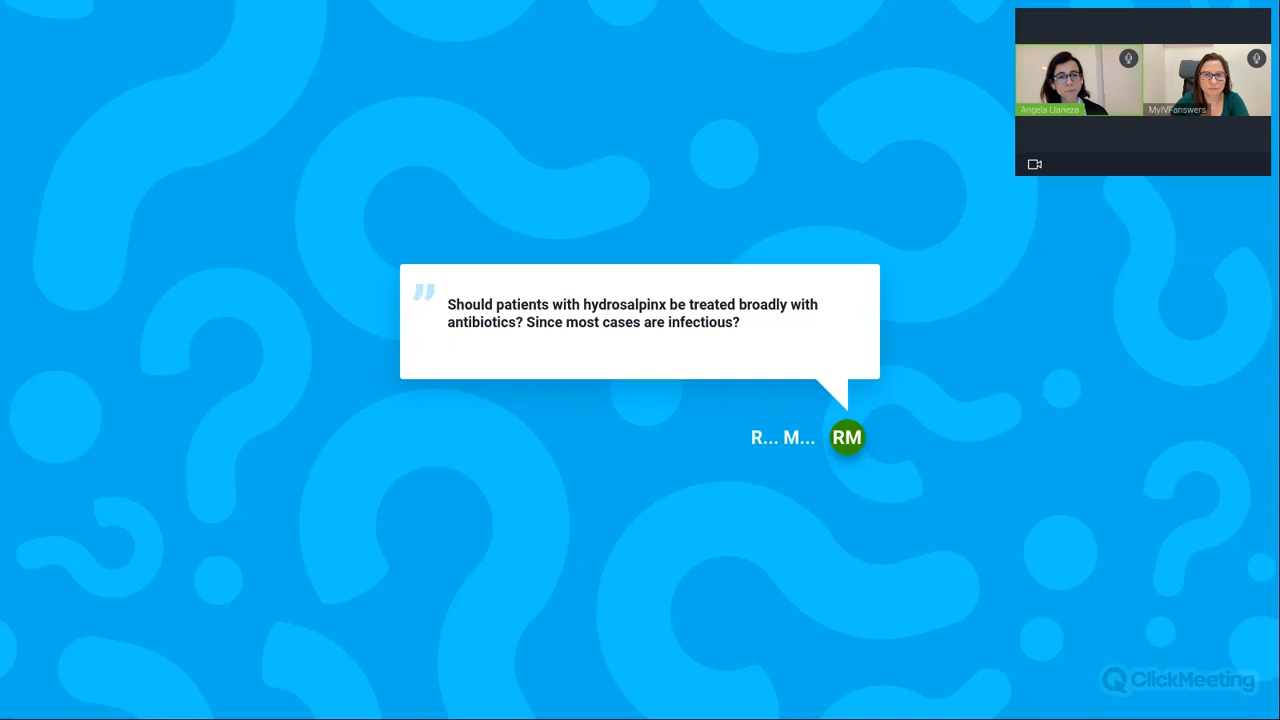 Angela Llaneza
MyIVFanswers
Should patients with hydrosalpinx be treated broadly with
antibiotics? Since most cases are infectious?
R... M...
RM
ClickMeeting